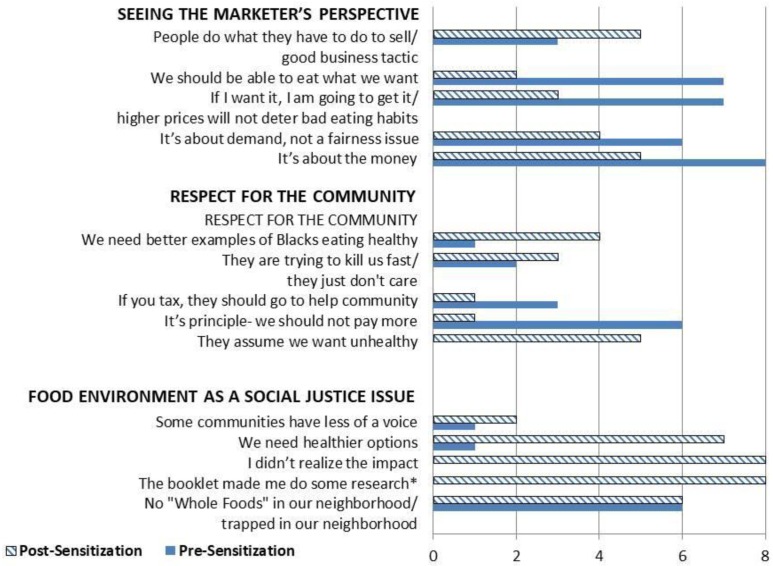 SEEING THE MARKETER'S PERSPECTIVE
People do what they have to do to sell/
good business tactic
We should be able to eat what we want
If I want it, I am going to get it/
higher prices will not deter bad eating habits
It's about demand, not a fairness issue
It's about the money
RESPECT FOR THE COMMUNITY
RESPECT FOR THE COMMUNITY
We need better examples of Blacks eating healthy
They are trying to kill us fast/
they just don't care
If you tax, they should go to help community
It's principle- we should not pay more
They assume we want unhealthy
FOOD ENVIRONMENT AS A SOCIAL JUSTICE ISSUE
Some communities have less of a voice
We need healthier options
I didn't realize the impact
The booklet made me do some research*
No "Whole Foods" in our neighborhood/
trapped in our neighborhood
Post-Sensitization Pre-Sensitization
0 2 4 6 8